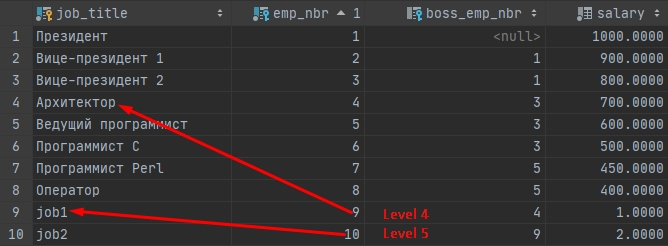 job_title emp_nbr 1 boss_emp_nbr salary
1 Президент 1 <null> 1000.0000
2 Вице-президент 1 2 1 900.0000
3 Вице-президент 2 3 1 800.0000
4 Архитектор 4 3 700.0000
5 Ведущий программист 5 3 600.0000
6 Программист C 6 3 500.0000
7 Программист Perl 7 5 450.0000
8 Оператор 8 5 400.0000
9 job1 9 Level 4 4 1.0000
10 job2 10 Level 5 9 2.0000